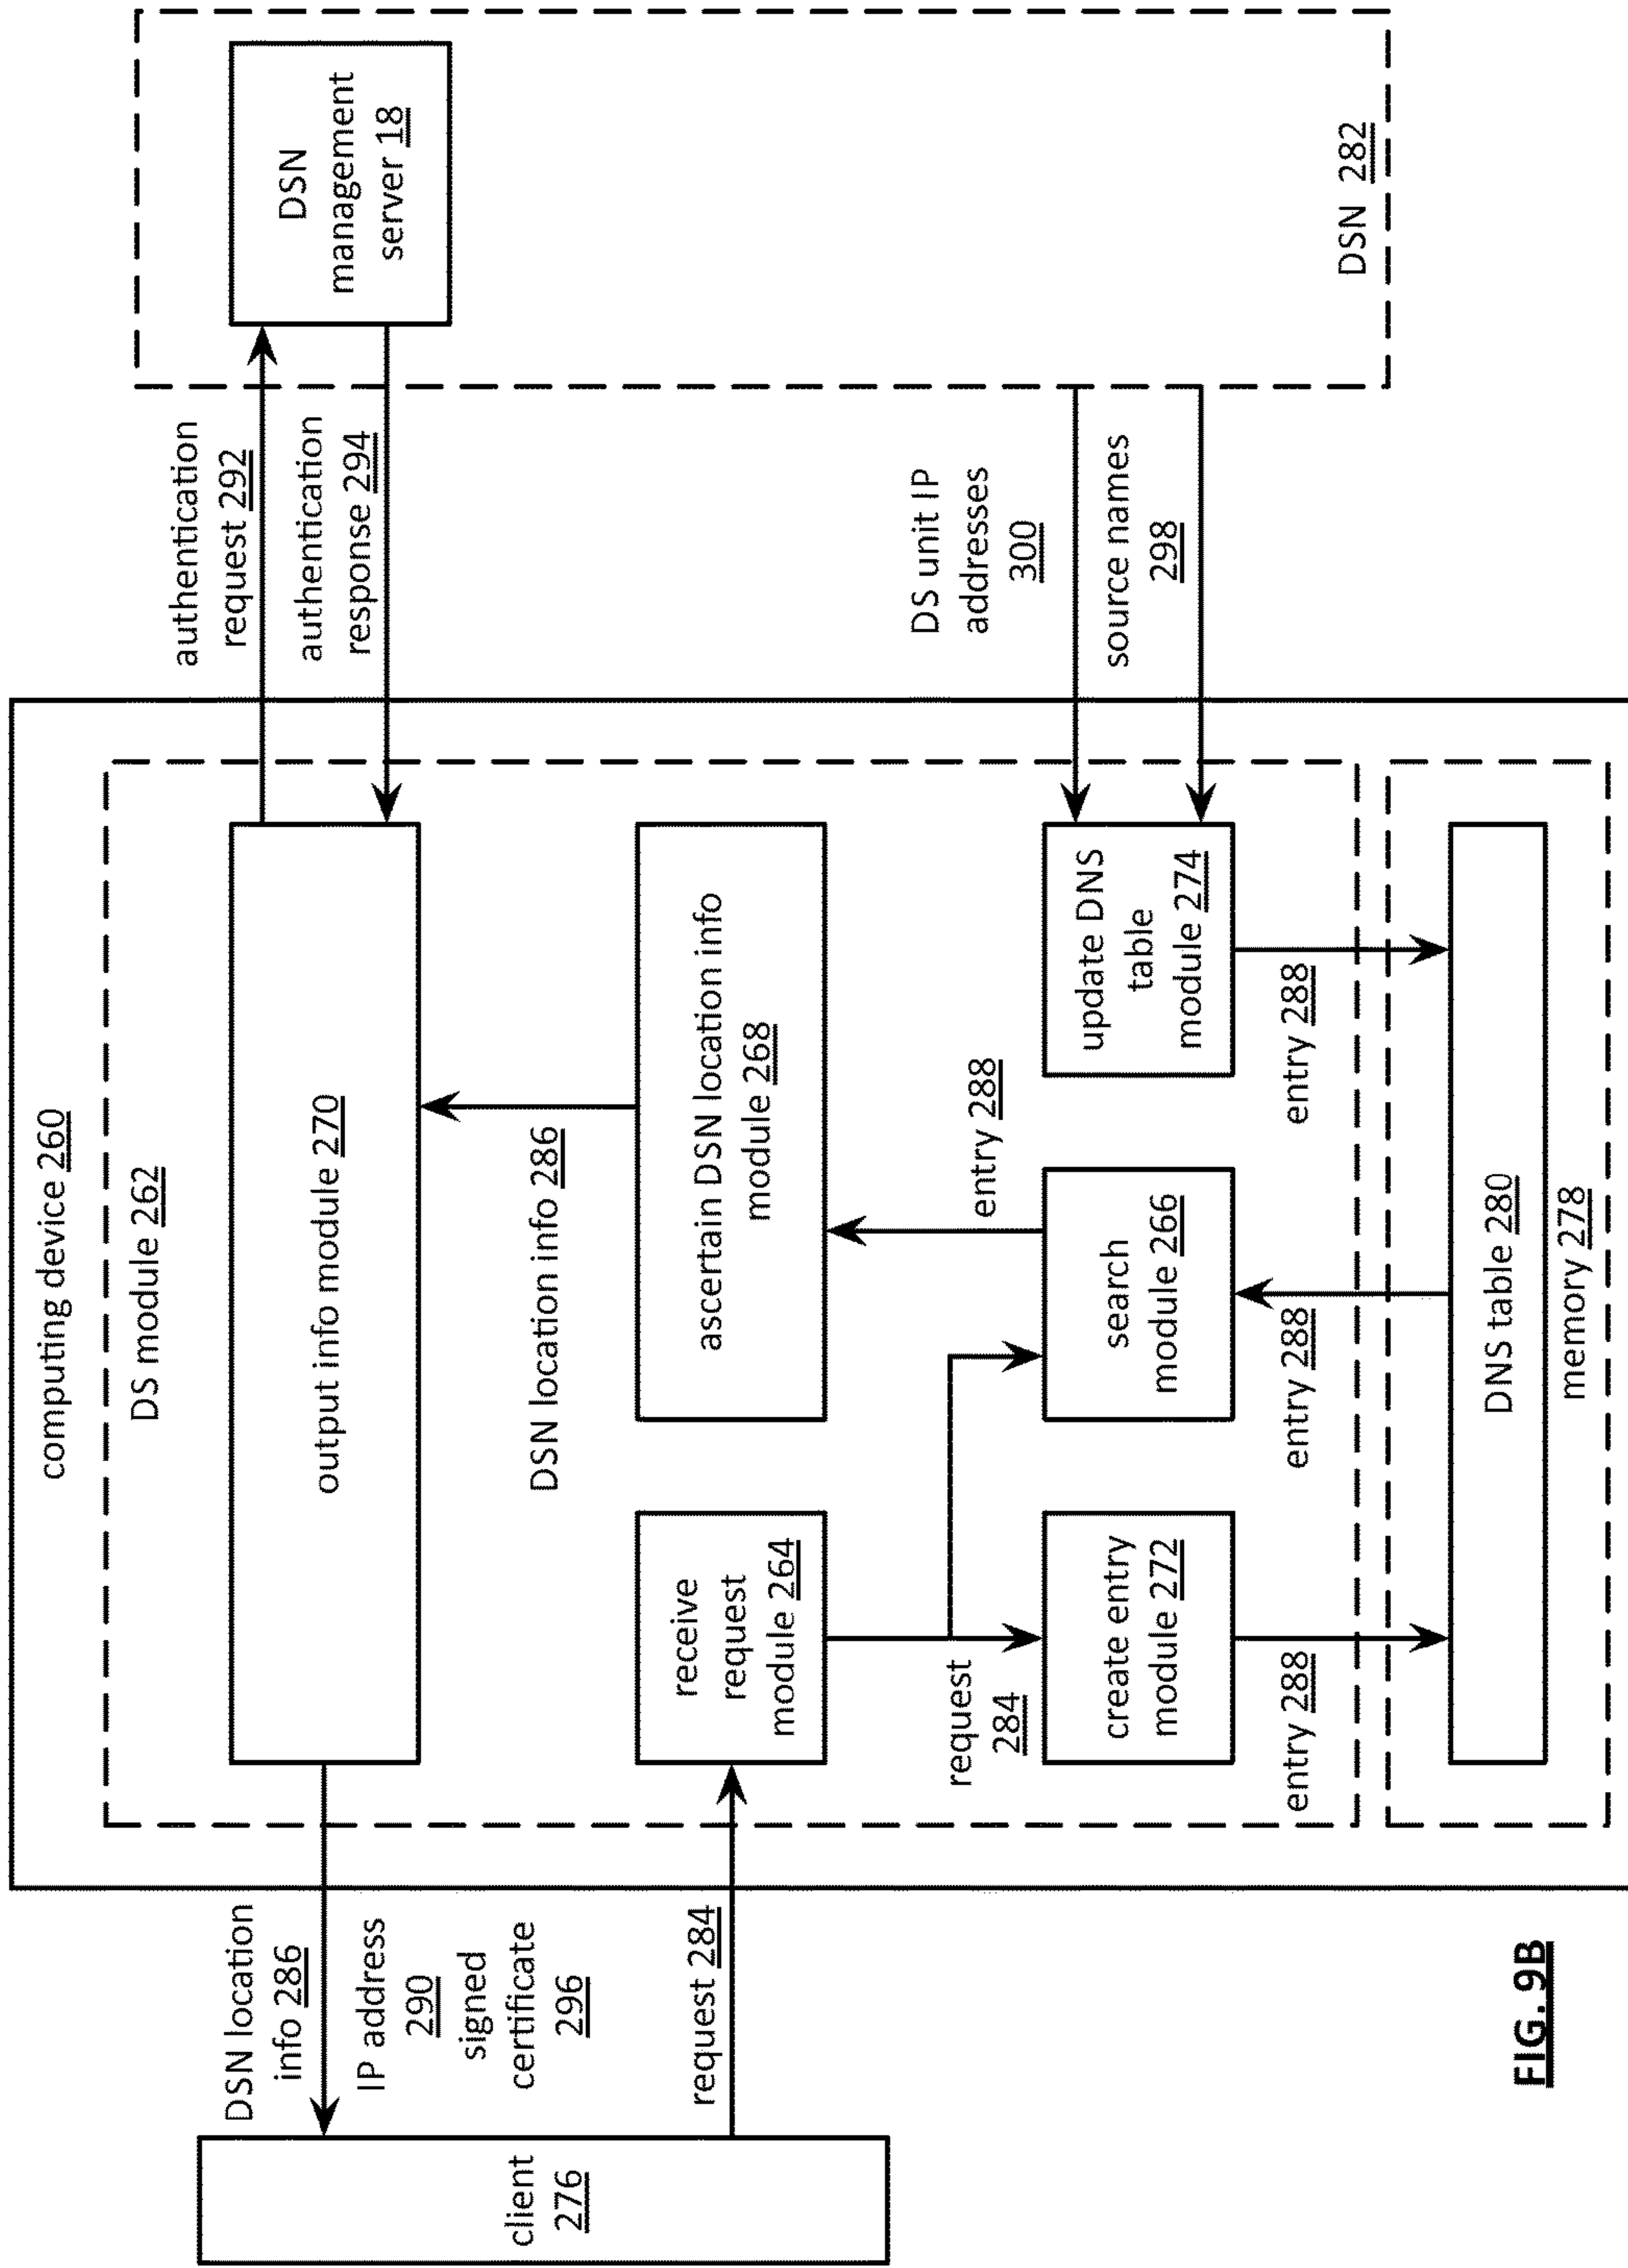 computing device 260
DS module 262
DSN location
info 286
IP address
290
signed
certificate
296
client
276
request 284
output info module 270
authentication
request 292
authentication
response 294
DSN
management
server 18
DSN location info 286
receive
request
module 264
ascertain DSN location info
module 268
request
284
entry 288
DS unit IP
addresses
300
source names
298
create entry
module 272
search
module 266
update DNS
table
module 274
entry 288
entry 288
entry 288
DSN 282
DNS table 280
memory 278
FIG. 9B